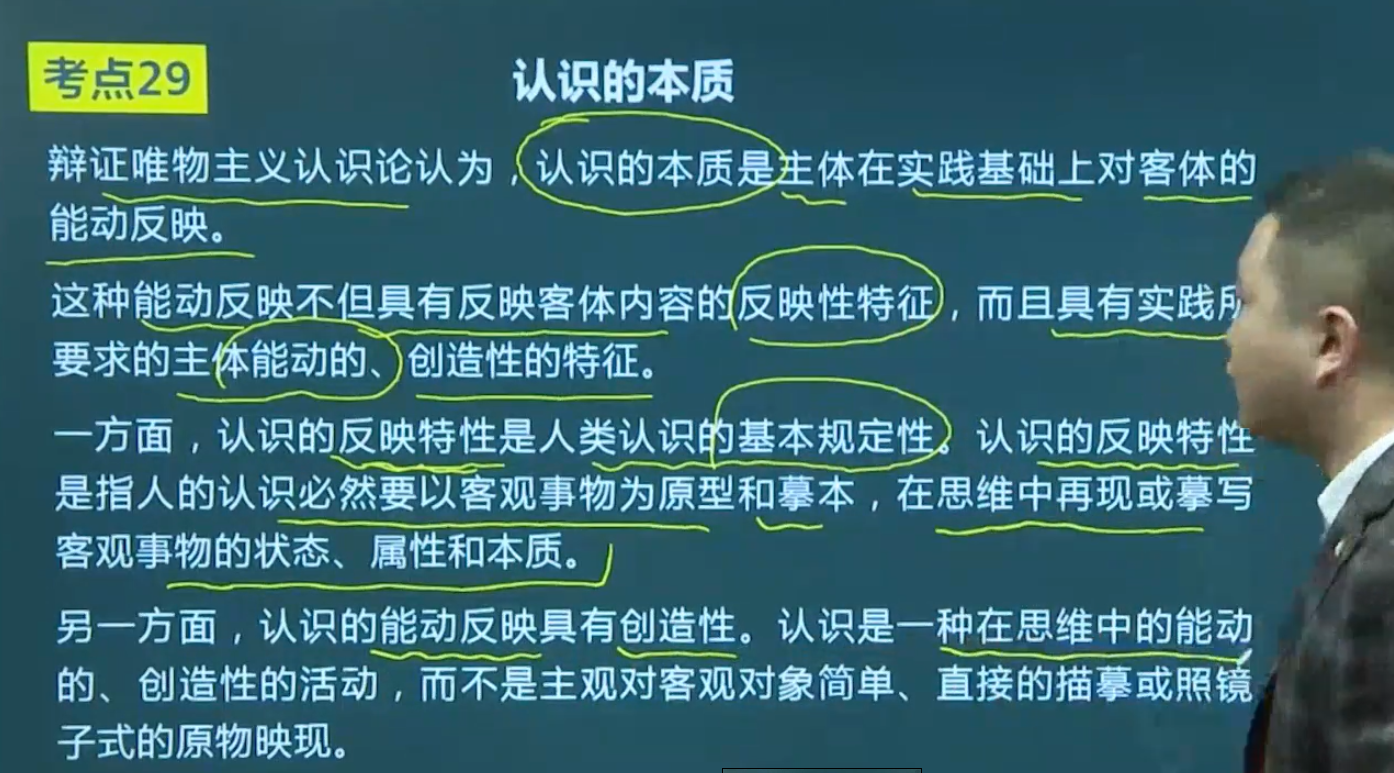 考点29
认识的本质
辩证唯物主义认识论认为，认识的本质是主体在实践基础上对客体的
能动反映。
这种能动反映不但具有反映客体内容的反映性特征，而且具有实践所
要求的主体能动的、创造性的特征。
一方面，认识的反映特性是人类认识的基本规定性。认识的反映特性
是指人的认识必然要以客观事物为原型和摹本，在思维中再现或摹写
客观事物的状态、属性和本质。
另一方面，认识的能动反映具有创造性。认识是一种在思维中的能动
的、创造性的活动，而不是主观对客观对象简单、直接的描摹或照镜
子式的原物映现。